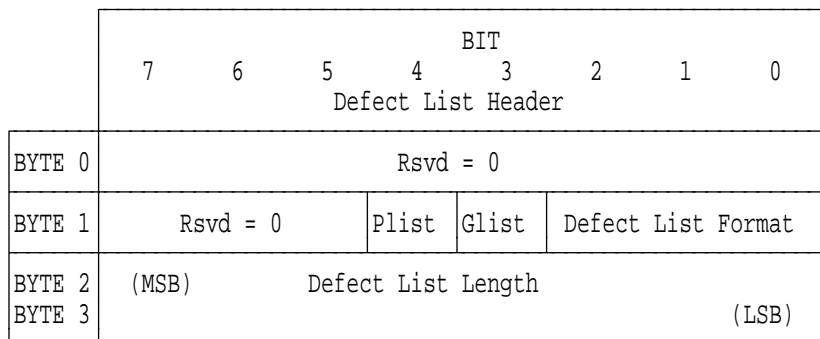 BIT
7 6 5 4 3 2 1 0
Defect List Header
BYTE 0 Rsvd = 0
BYTE 1 Rsvd = 0 Plist Glist Defect List Format
BYTE 2 (MSB) Defect List Length
BYTE 3 (LSB)